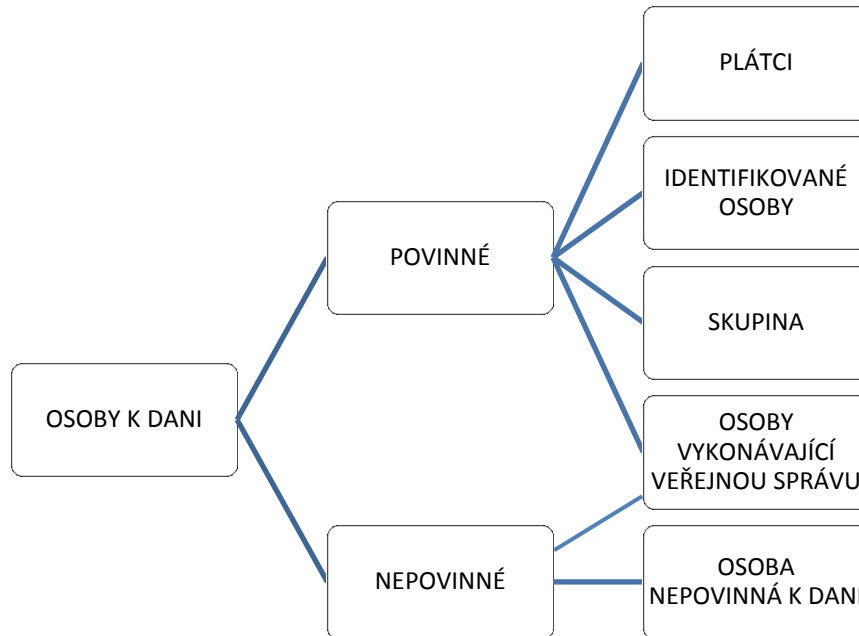 PLÁTCI
IDENTIFIKOVANÉ
OSOBY
POVINNÉ
SKUPINA
OSOBY K DANI
OSOBY
VYKONÁVAJÍCÍ
VEŘEJNOU SPRÁVU
NEPOVINNÉ
OSOBA
NEPOVINNÁ K DANI